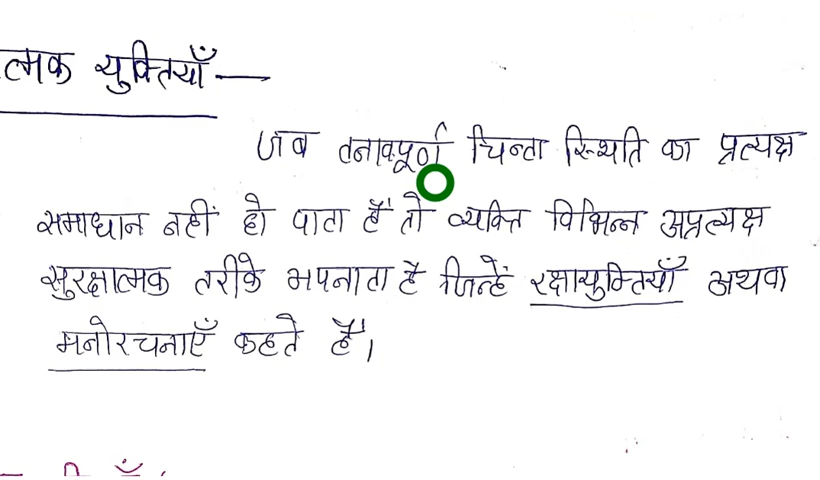 त्मक युक्तियाँ —
जब तनावपूर्ण चिन्ता स्थिति का प्रत्यक्ष
समाधान नहीं हो पाता है तो व्यक्ति विभिन्न अप्रत्यक्ष
सुरक्षात्मक तरीके अपनाता है जिन्हें रक्षायुक्तियाँ अथवा
मनोरचनाएँ कहते हैं।